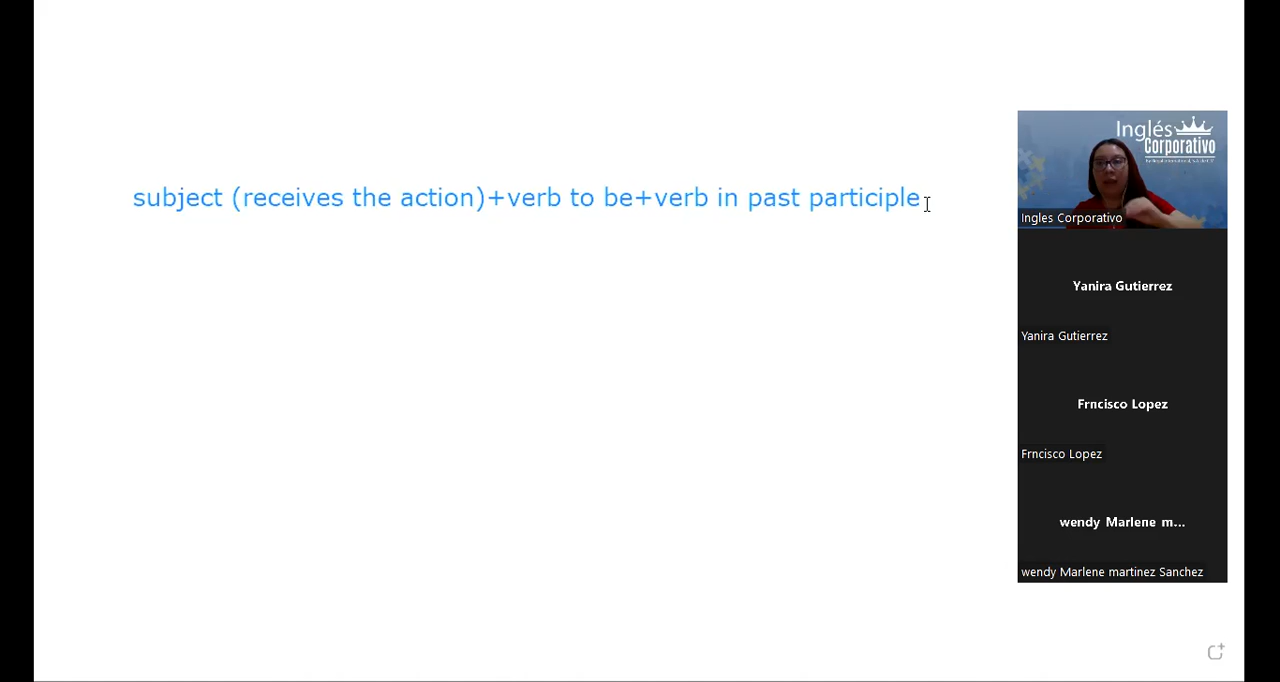 subject (receives the action)+verb to be+verb in past participle
Inglés
Corporativo
Ingles Corporativo
Yanira Gutierrez
Yanira Gutierrez
Frncisco Lopez
Frncisco Lopez
wendy Marlene m...
wendy Marlene martinez Sanchez